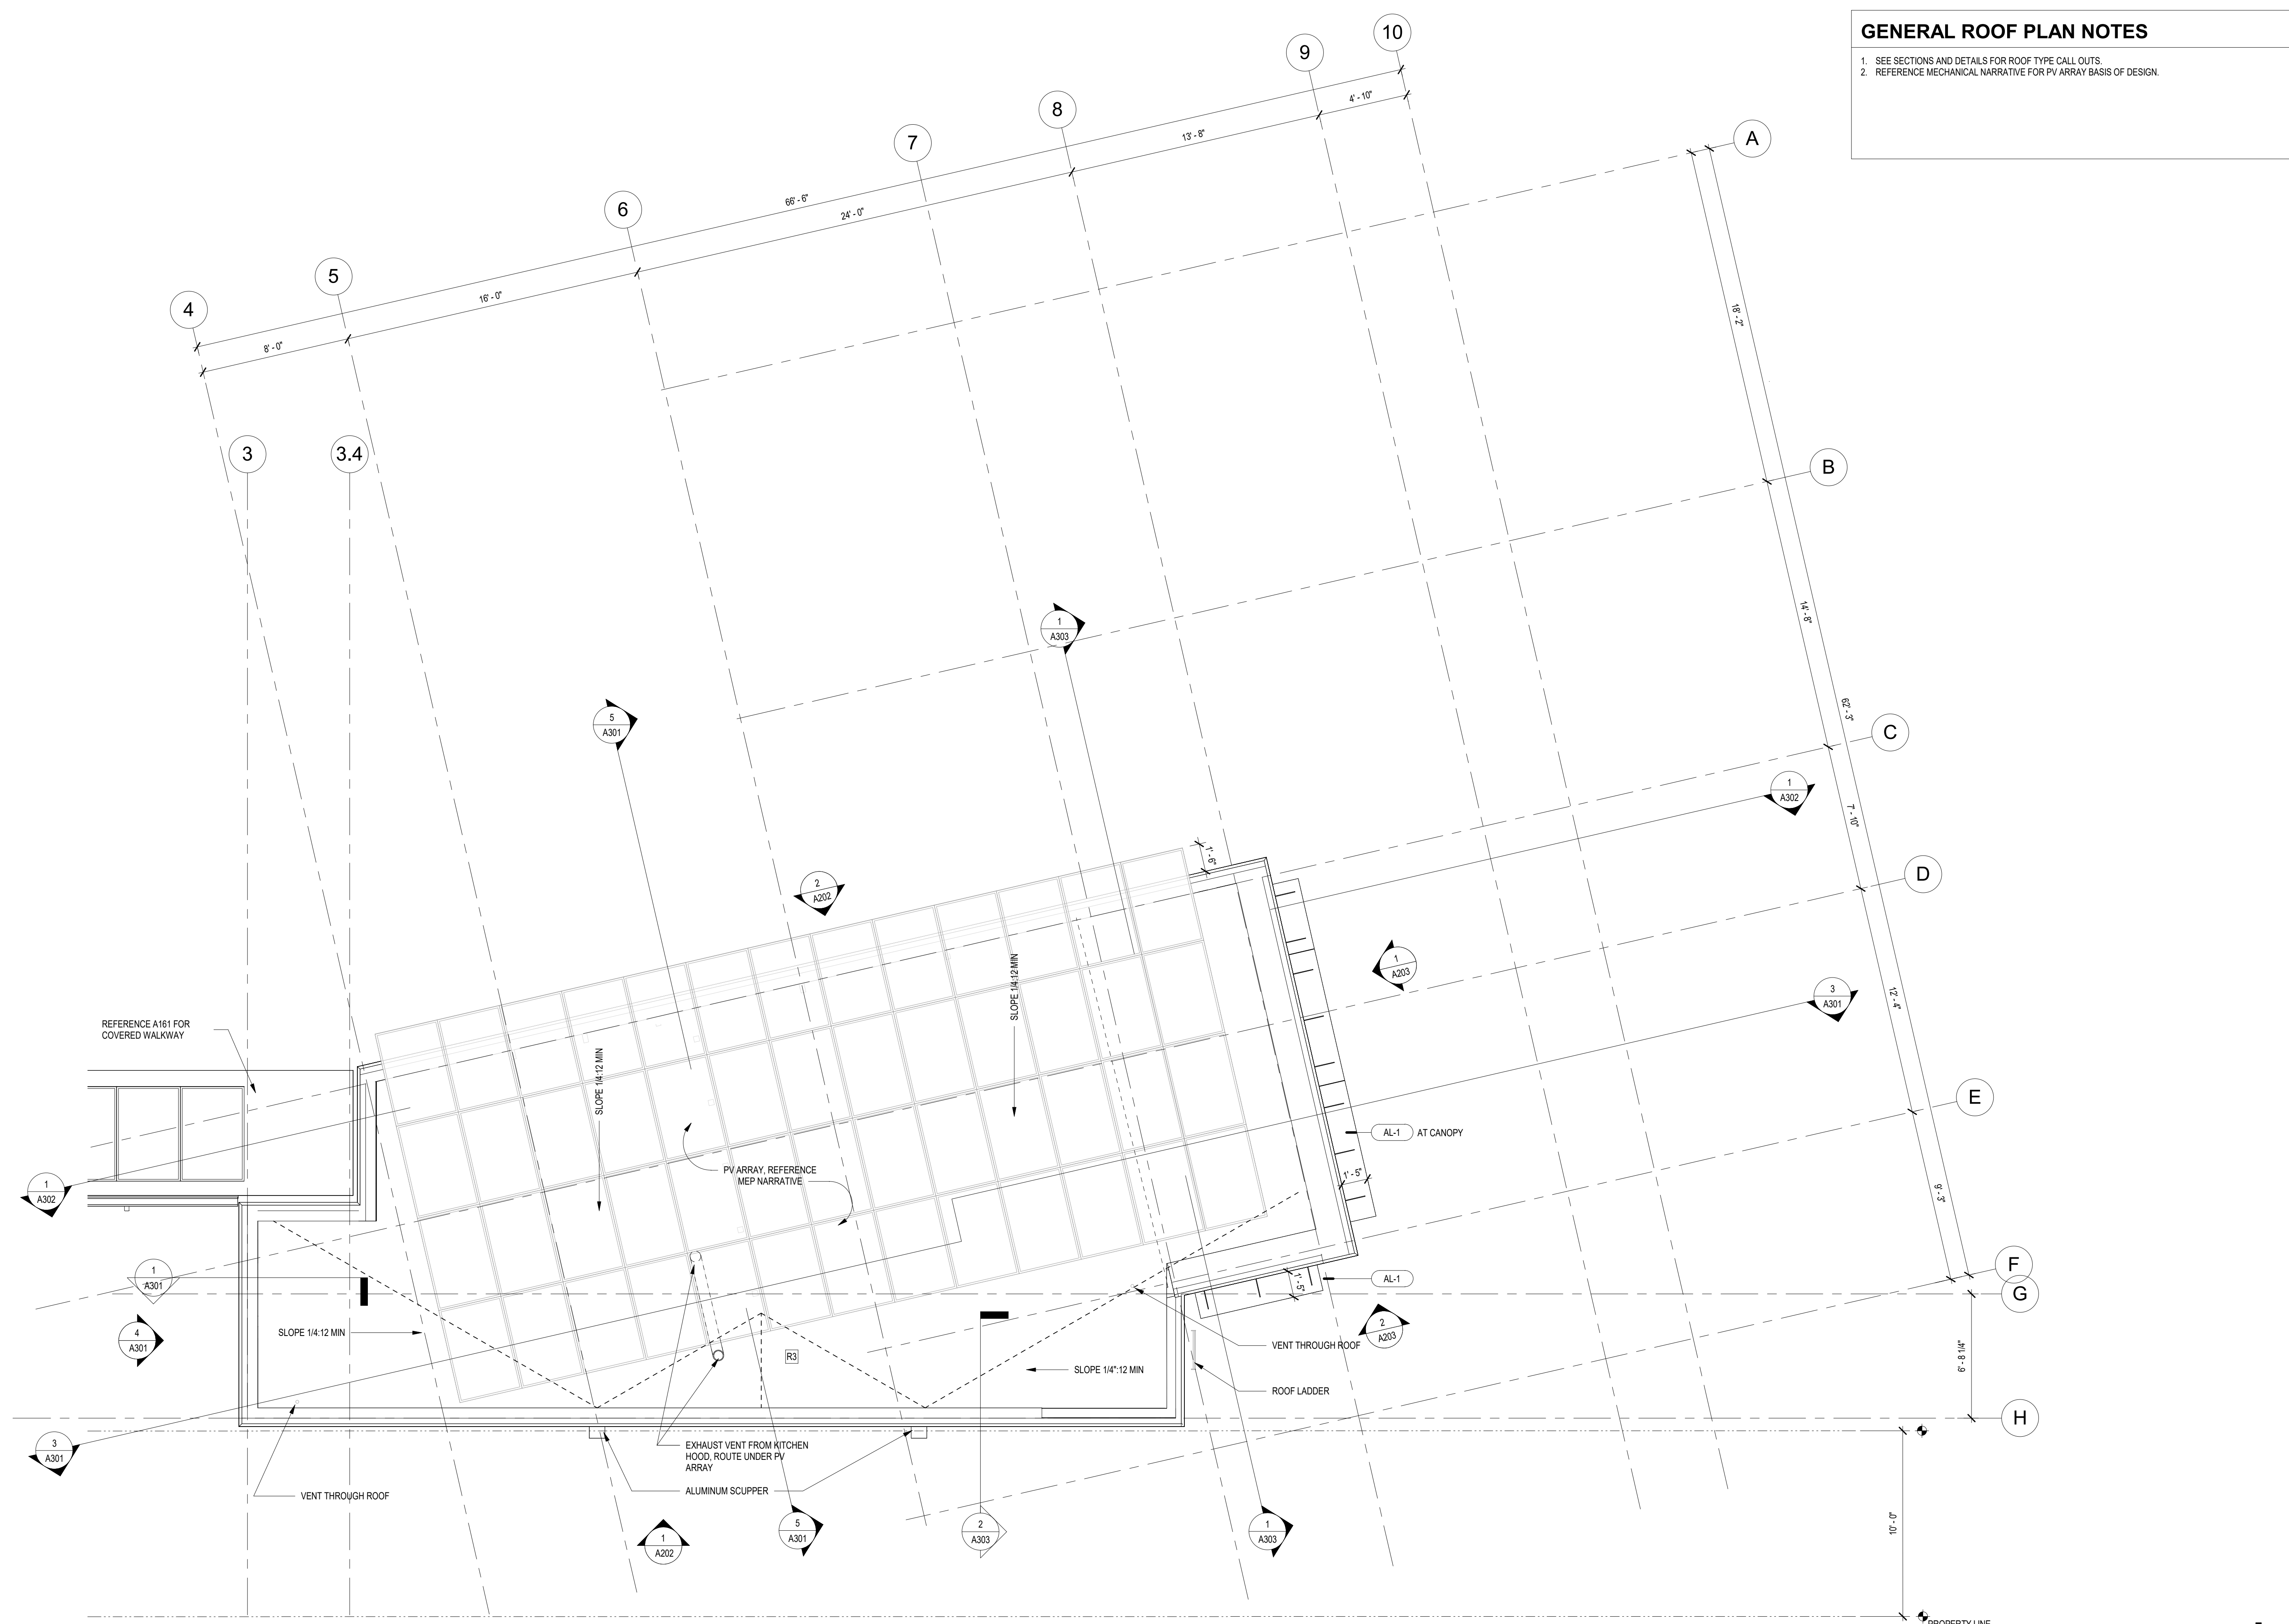 GENERAL ROOF PLAN NOTES
1. SEE SECTIONS AND DETAILS FOR ROOF TYPE CALL OUTS.
2. REFERENCE MECHANICAL NARRATIVE FOR PV ARRAY BASIS OF DESIGN.
10
9
8
7
6
5
4
3
3.4
A
B
C
D
E
F
G
H
4' - 10"
13' - 8"
66' - 6"
24' - 0"
16' - 0"
8' - 0"
18' - 2"
14' - 8"
62' - 3"
7' - 10"
12' - 4"
9' - 3"
6' - 8 1/4"
10' - 0"
1
A303
5
A301
1
A302
2
A202
1' - 6"
1
A203
3
A301
SLOPE 1/4:12 MIN
SLOPE 1/4:12 MIN
REFERENCE A161 FOR
COVERED WALKWAY
AL-1 AT CANOPY
PV ARRAY, REFERENCE
MEP NARRATIVE
1' - 5"
1
A302
1
A301
AL-1
1' - 5"
4
A301
SLOPE 1/4:12 MIN
2
A203
VENT THROUGH ROOF
R3
SLOPE 1/4":12 MIN
ROOF LADDER
3
A301
EXHAUST VENT FROM KITCHEN
HOOD, ROUTE UNDER PV
ARRAY
ALUMINUM SCUPPER
VENT THROUGH ROOF
1
A202
5
A301
2
A303
1
A303
PROPERTY LINE